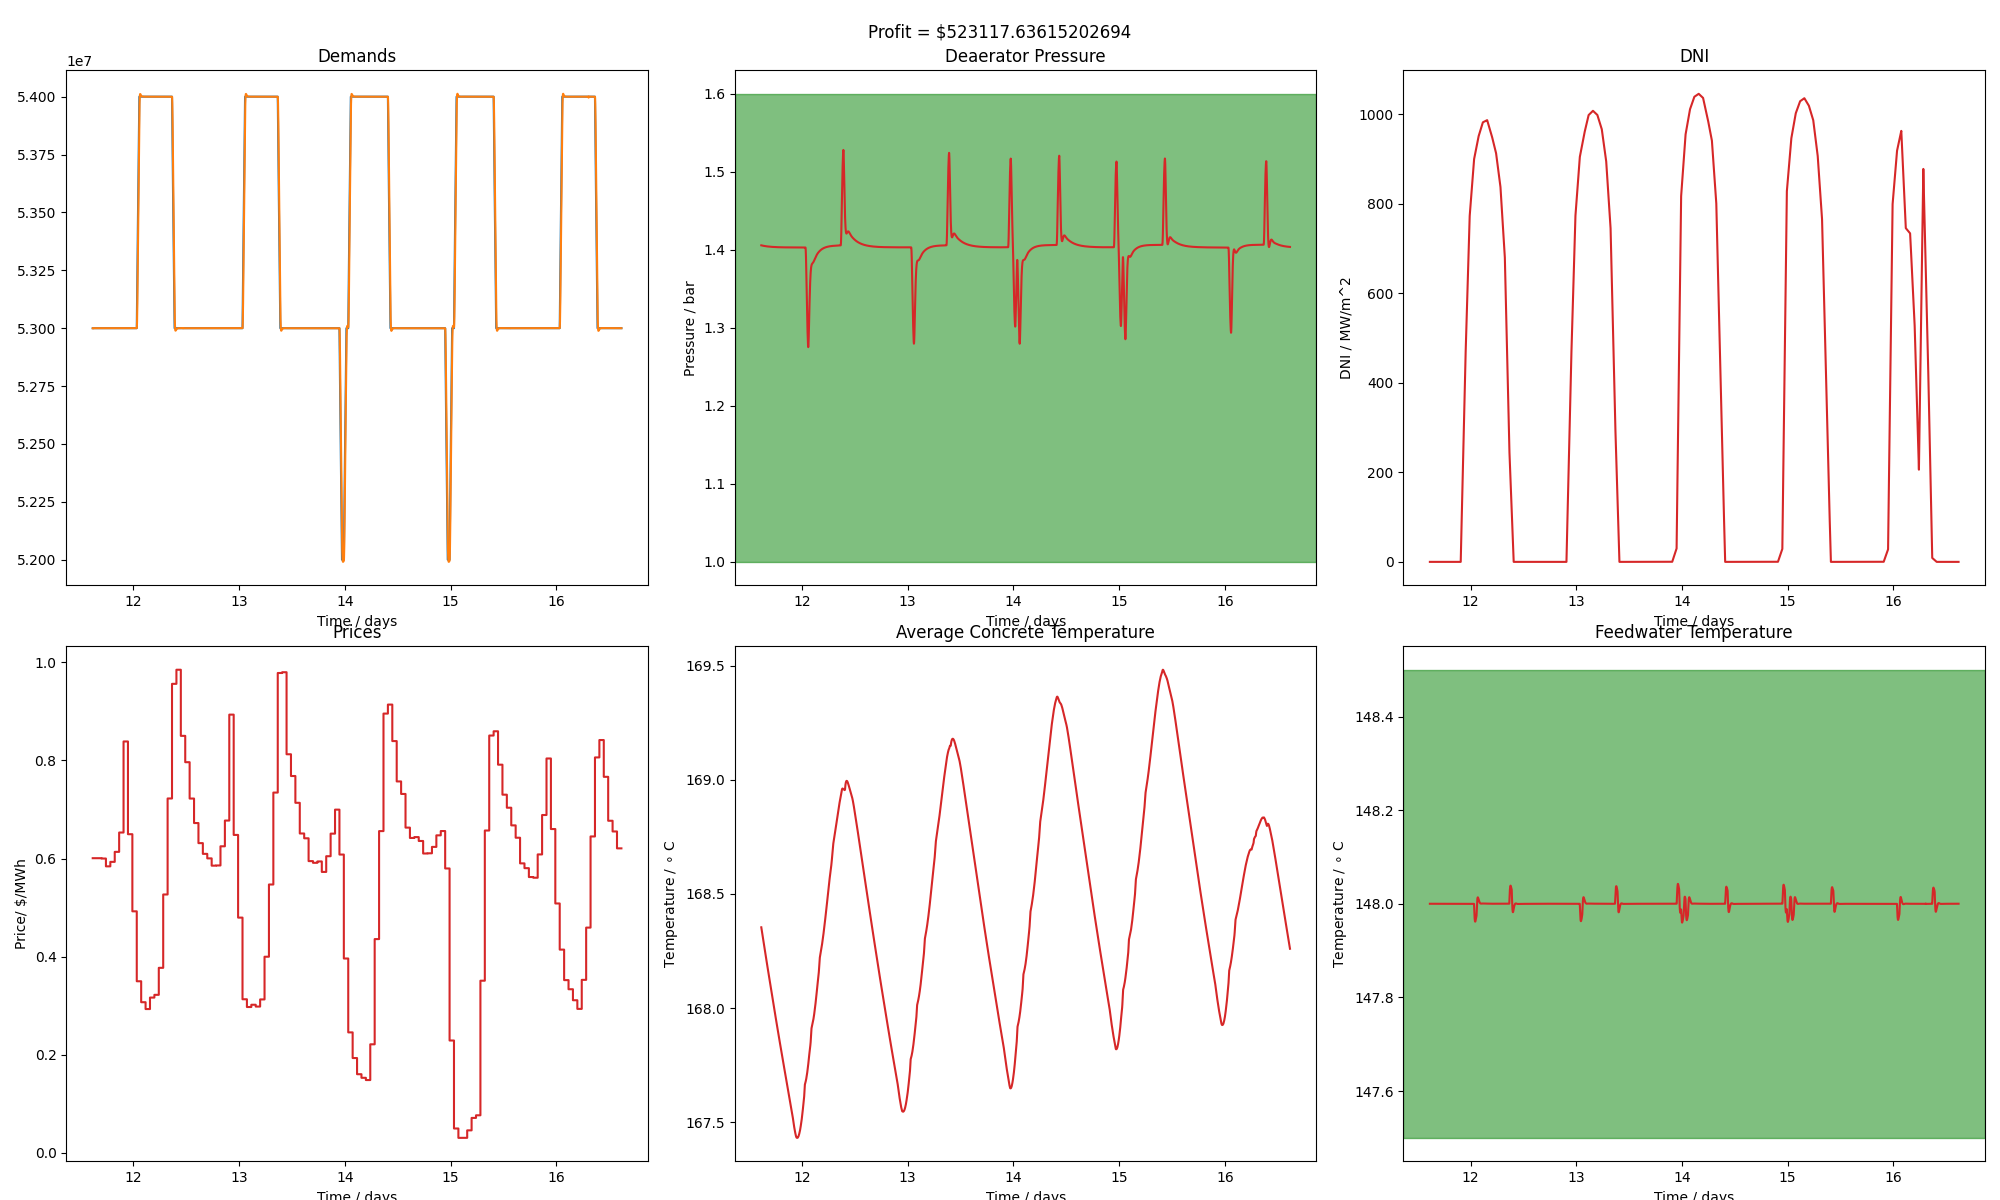 Profit = $523117.63615202694
Demands
1e7
5.400
5.375
5.350
5.325
5.300
5.275
5.250
5.225
5.200
12 13 14 15 16
Time / days
Deaerator Pressure
Pressure / bar
1.6
1.5
1.4
1.3
1.2
1.1
1.0
12 13 14 15 16
Time / days
DNI
DNI / MW/m^2
1000
800
600
400
200
0
12 13 14 15 16
Time / days
Prices
Price/ $/MWh
1.0
0.8
0.6
0.4
0.2
0.0
12 13 14 15 16
Time / days
Average Concrete Temperature
Temperature / ∘ C
169.5
169.0
168.5
168.0
167.5
12 13 14 15 16
Time / days
Feedwater Temperature
Temperature / ∘ C
148.4
148.2
148.0
147.8
147.6
12 13 14 15 16
Time / days